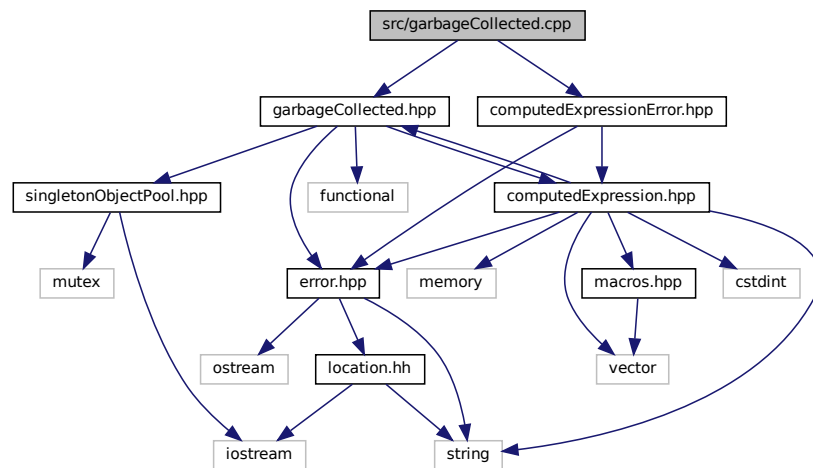 src/garbageCollected.cpp
garbageCollected.hpp
computedExpressionError.hpp
singletonObjectPool.hpp
functional
computedExpression.hpp
mutex
error.hpp
memory
macros.hpp
cstdint
ostream
location.hh
vector
iostream
string